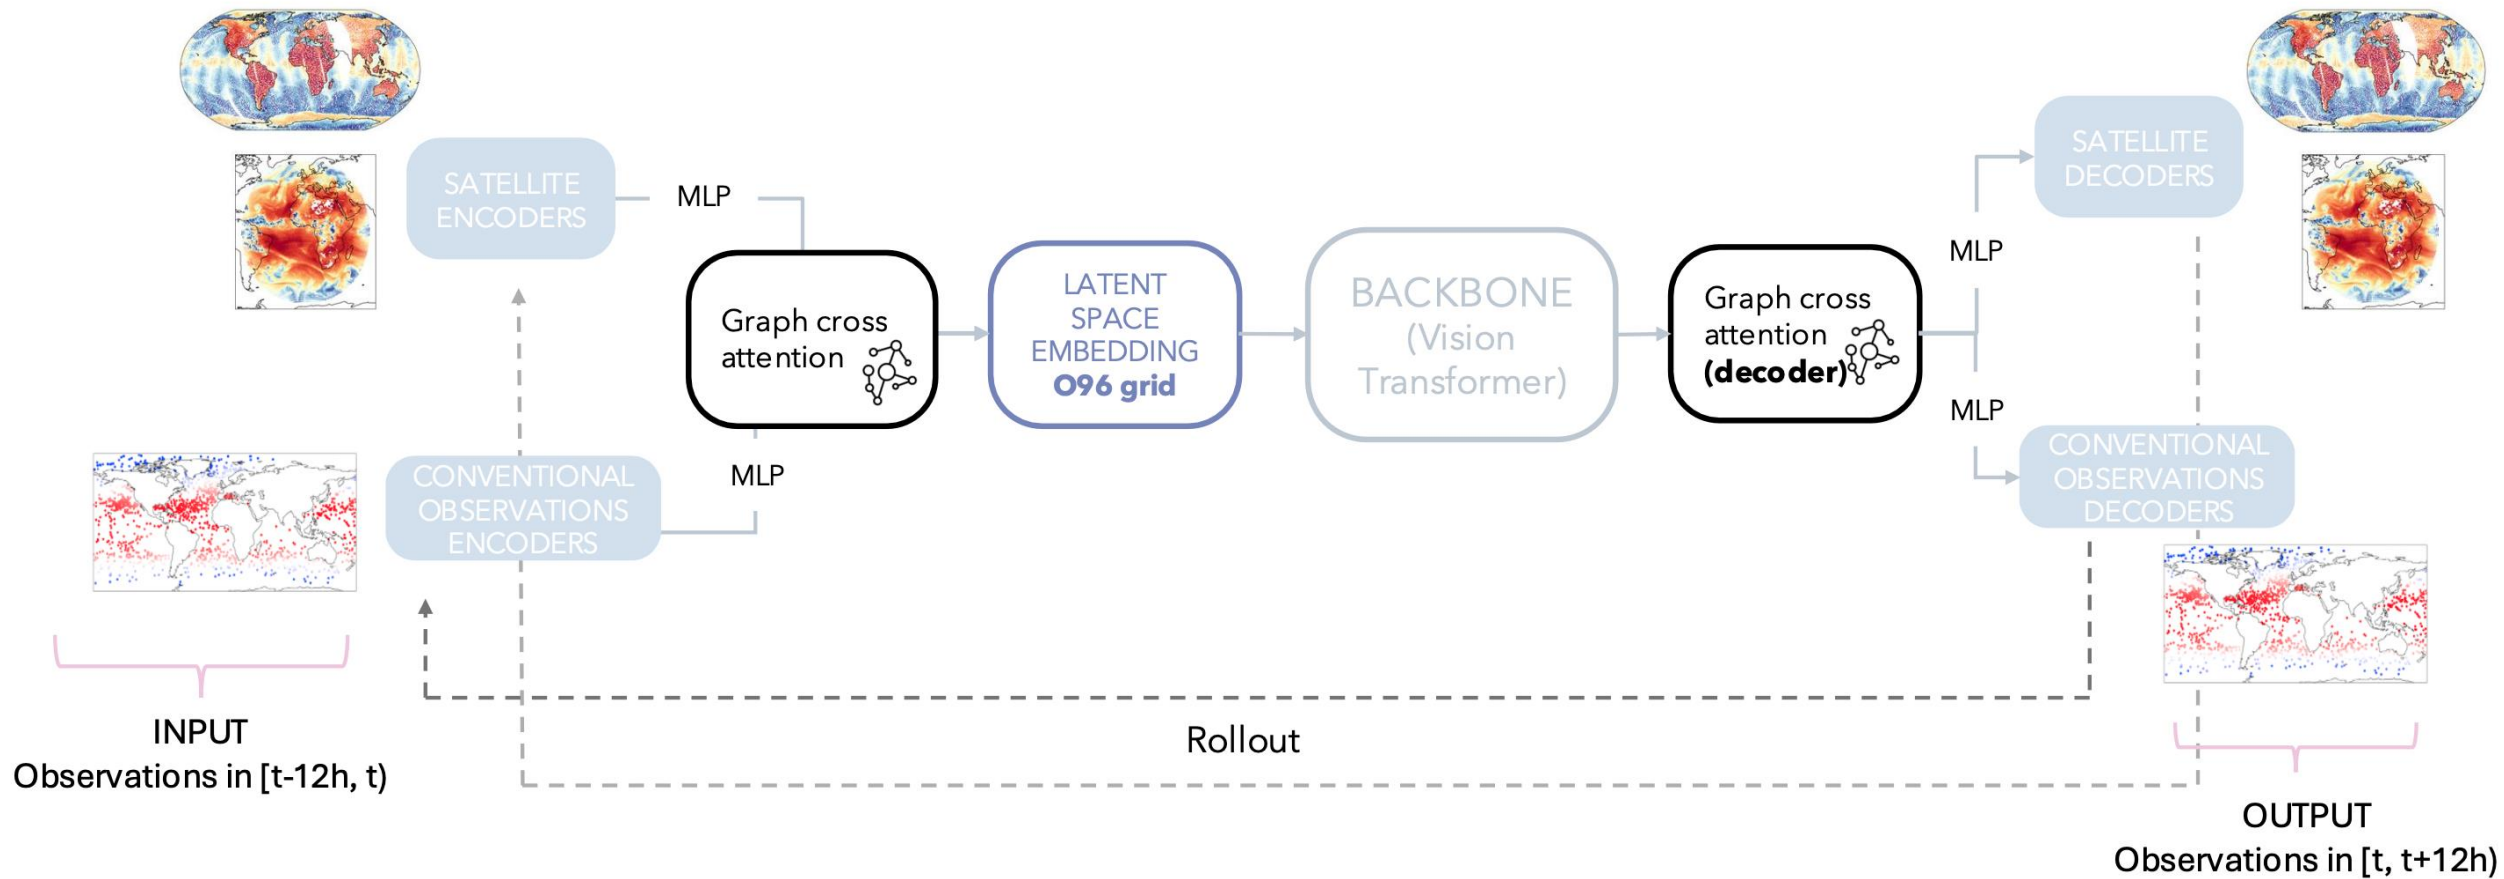 SATELLITE
ENCODERS
MLP
CONVENTIONAL
OBSERVATIONS
ENCODERS
MLP
Graph cross
attention
LATENT
SPACE
EMBEDDING
O96 grid
BACKBONE
(Vision
Transformer)
Graph cross
attention
(decoder)
MLP
MLP
SATELLITE
DECODERS
CONVENTIONAL
OBSERVATIONS
DECODERS
Rollout
INPUT
Observations in [t-12h, t)
OUTPUT
Observations in [t, t+12h)